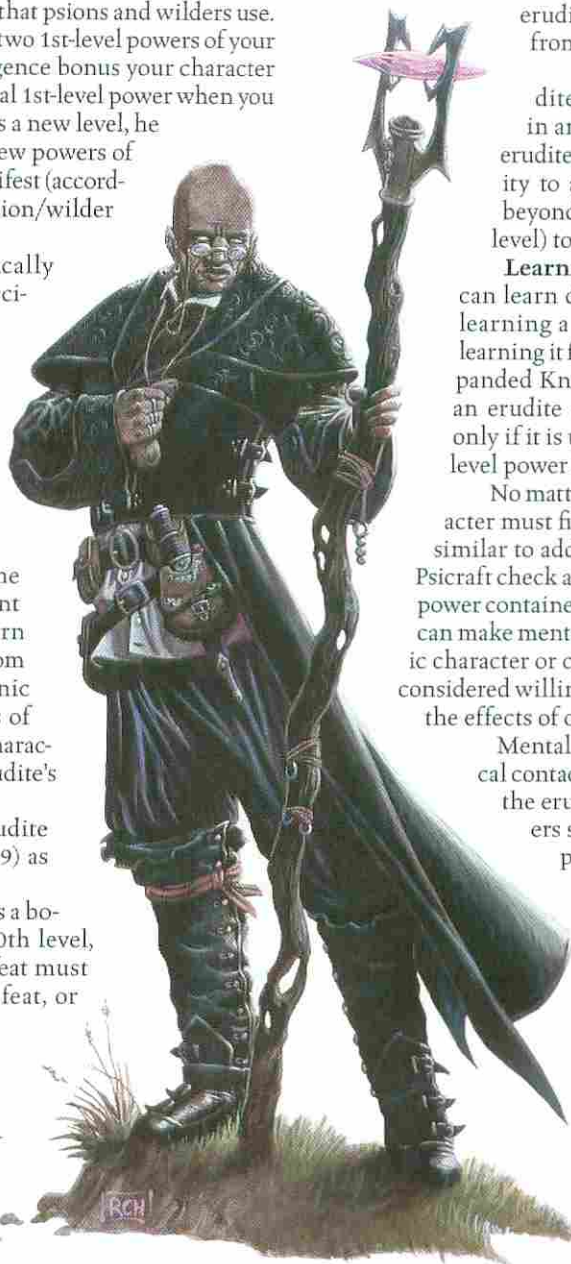 that psions and wilders use.
two 1st-level powers of your
gence bonus your character
al 1st-level power when you
s a new level, he
ew powers of
ifest (accord-
ion/wilder
cally
rci-
he
nt
rn
om
nic
s of
harac-
udite's
udite
9) as
s a bo-
0th level,
eat must
feat, or
RCH
erudi
from
dite
in an
erudite
ity to a
beyond
level) to
Learn
can learn o
learning a
learning it f
panded Kn
an erudite
only if it is u
level power
No matt
acter must fi
similar to add
Psicraft check a
power containe
can make ment
ic character or c
considered willin
the effects of o
Mental
cal contac
the eru
ers s
p